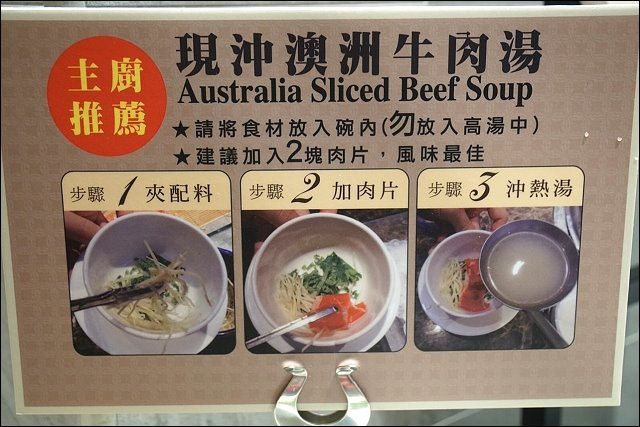 主廚
推薦
現沖澳洲牛肉湯
Australia Sliced Beef Soup
★請將食材放入碗內(勿放入高湯中)
★建議加入2塊肉片，風味最佳
步驟 1 夾配料
步驟 2 加肉片
步驟 3 沖熱湯